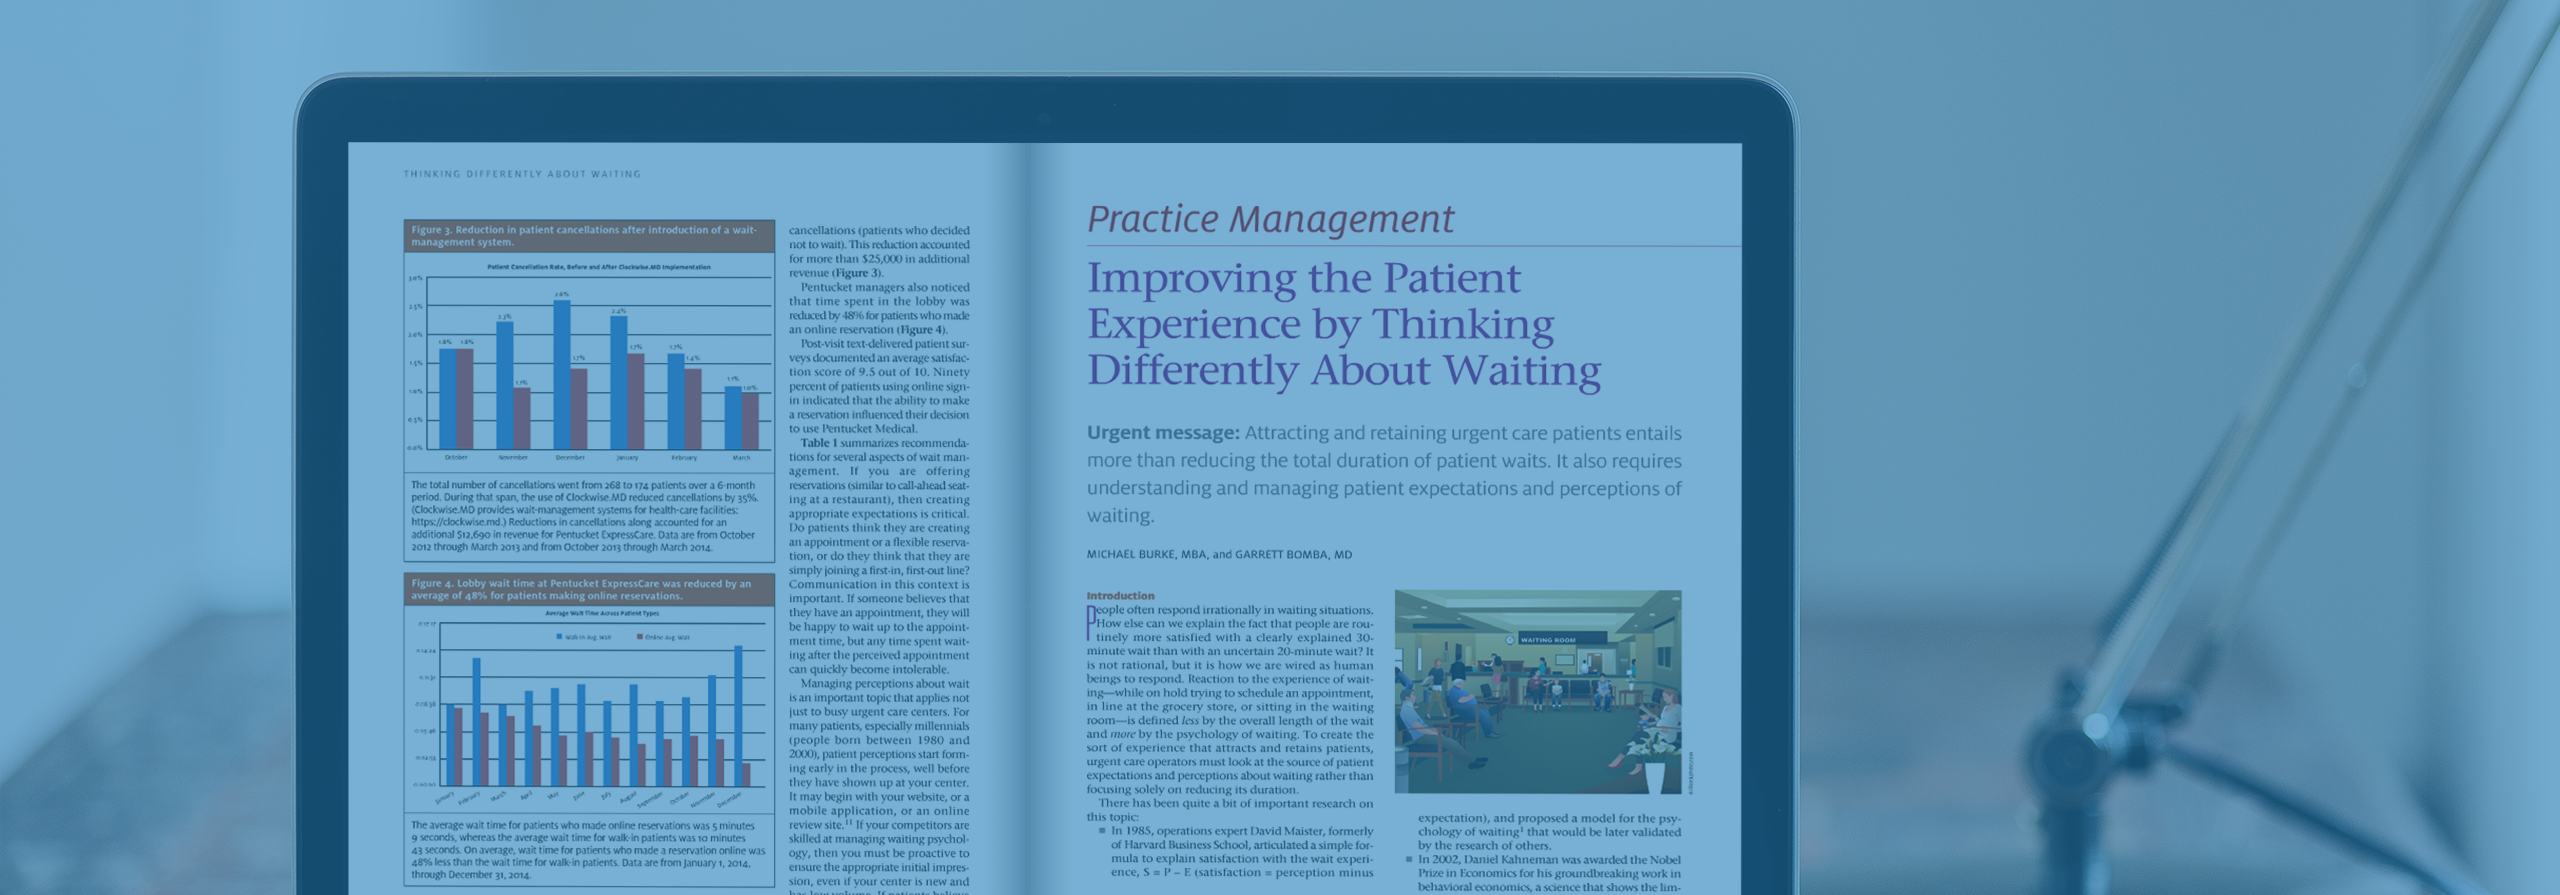 THINKING DIFFERENTLY ABOUT WAITING
Figure 3. Reduction in patient cancellations after introduction of a wait-
management system.
Patient Cancellation Rate, Before and After Clockwise.MD Implementation
3.0%
2.5%
2.0%
1.5%
1.0%
0.5%
0.0%
1.8% 1.8%
2.3%
1.1%
2.6%
1.7%
2.4%
1.7%
1.7%
1.4%
1.1%
1.0%
October November December January February March
The total number of cancellations went from 268 to 174 patients over a 6-month
period. During that span, the use of Clockwise.MD reduced cancellations by 35%.
(Clockwise.MD provides wait-management systems for health-care facilities:
https://clockwise.md.) Reductions in cancellations along accounted for an
additional $12,690 in revenue for Pentucket ExpressCare. Data are from October
2012 through March 2013 and from October 2013 through March 2014.
Figure 4. Lobby wait time at Pentucket ExpressCare was reduced by an
average of 48% for patients making online reservations.
Average Wait Time Across Patient Types
Walk-in Avg. Wait Online Avg. Wait
January February March April May June July August September October November December
The average wait time for patients who made online reservations was 5 minutes
9 seconds, whereas the average wait time for walk-in patients was 10 minutes
43 seconds. On average, wait time for patients who made a reservation online was
48% less than the wait time for walk-in patients. Data are from January 1, 2014,
through December 31, 2014.
cancellations (patients who decided
not to wait). This reduction accounted
for more than $25,000 in additional
revenue (Figure 3).
Pentucket managers also noticed
that time spent in the lobby was
reduced by 48% for patients who made
an online reservation (Figure 4).
Post-visit text-delivered patient sur-
veys documented an average satisfac-
tion score of 9.5 out of 10. Ninety
percent of patients using online sign-
in indicated that the ability to make
a reservation influenced their decision
to use Pentucket Medical.
Table 1 summarizes recommenda-
tions for several aspects of wait man-
agement. If you are offering
reservations (similar to call-ahead seat-
ing at a restaurant), then creating
appropriate expectations is critical.
Do patients think they are creating
an appointment or a flexible reserva-
tion, or do they think that they are
simply joining a first-in, first-out line?
Communication in this context is
important. If someone believes that
they have an appointment, they will
be happy to wait up to the appoint-
ment time, but any time spent wait-
ing after the perceived appointment
can quickly become intolerable.
Managing perceptions about wait
is an important topic that applies not
just to busy urgent care centers. For
many patients, especially millennials
(people born between 1980 and
2000), patient perceptions start form-
ing early in the process, well before
they have shown up at your center.
It may begin with your website, or a
mobile application, or an online
review site.11 If your competitors are
skilled at managing waiting psychol-
ogy, then you must be proactive to
ensure the appropriate initial impres-
sion, even if your center is new and
Practice Management
Improving the Patient
Experience by Thinking
Differently About Waiting
Urgent message: Attracting and retaining urgent care patients entails
more than reducing the total duration of patient waits. It also requires
understanding and managing patient expectations and perceptions of
waiting.
MICHAEL BURKE, MBA, and GARRETT BOMBA, MD
Introduction
People often respond irrationally in waiting situations.
How else can we explain the fact that people are rou-
tinely more satisfied with a clearly explained 30-
minute wait than with an uncertain 20-minute wait? It
is not rational, but it is how we are wired as human
beings to respond. Reaction to the experience of wait-
ing—while on hold trying to schedule an appointment,
in line at the grocery store, or sitting in the waiting
room—is defined less by the overall length of the wait
and more by the psychology of waiting. To create the
sort of experience that attracts and retains patients,
urgent care operators must look at the source of patient
expectations and perceptions about waiting rather than
focusing solely on reducing its duration.
There has been quite a bit of important research on
this topic:
■ In 1985, operations expert David Maister, formerly
of Harvard Business School, articulated a simple for-
mula to explain satisfaction with the wait experi-
ence, S = P – E (satisfaction = perception minus
WAITING ROOM
expectation), and proposed a model for the psy-
chology of waiting1 that would be later validated
by the research of others.
■ In 2002, Daniel Kahneman was awarded the Nobel
Prize in Economics for his groundbreaking work in
behavioral economics, a science that shows the lim-